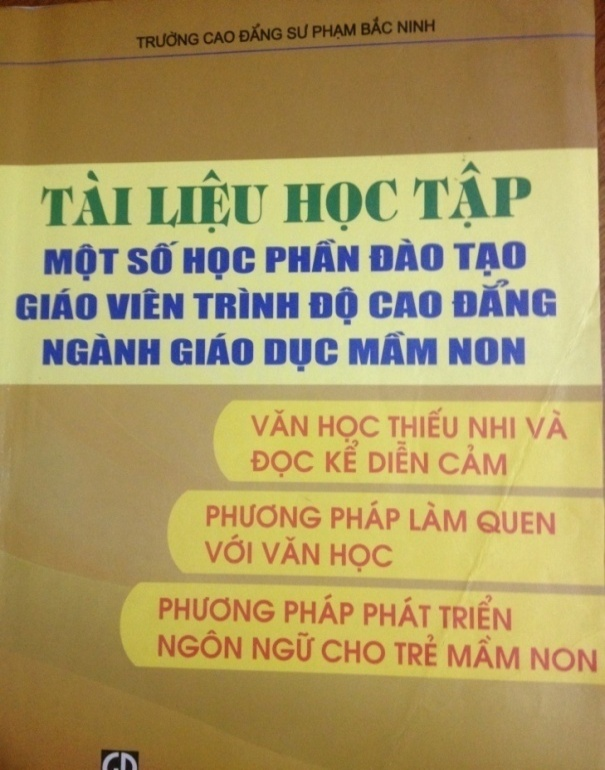 TRƯỜNG CAO ĐẲNG SƯ PHẠM BẮC NINH
TÀI LIỆU HỌC TẬP
MỘT SỐ HỌC PHẦN ĐÀO TẠO
GIÁO VIÊN TRÌNH ĐỘ CAO ĐẲNG
NGÀNH GIÁO DỤC MẦM NON
VĂN HỌC THIẾU NHI VÀ
ĐỌC KỂ DIỄN CẢM
PHƯƠNG PHÁP LÀM QUEN
VỚI VĂN HỌC
PHƯƠNG PHÁP PHÁT TRIỂN
NGÔN NGỮ CHO TRẺ MẦM NON